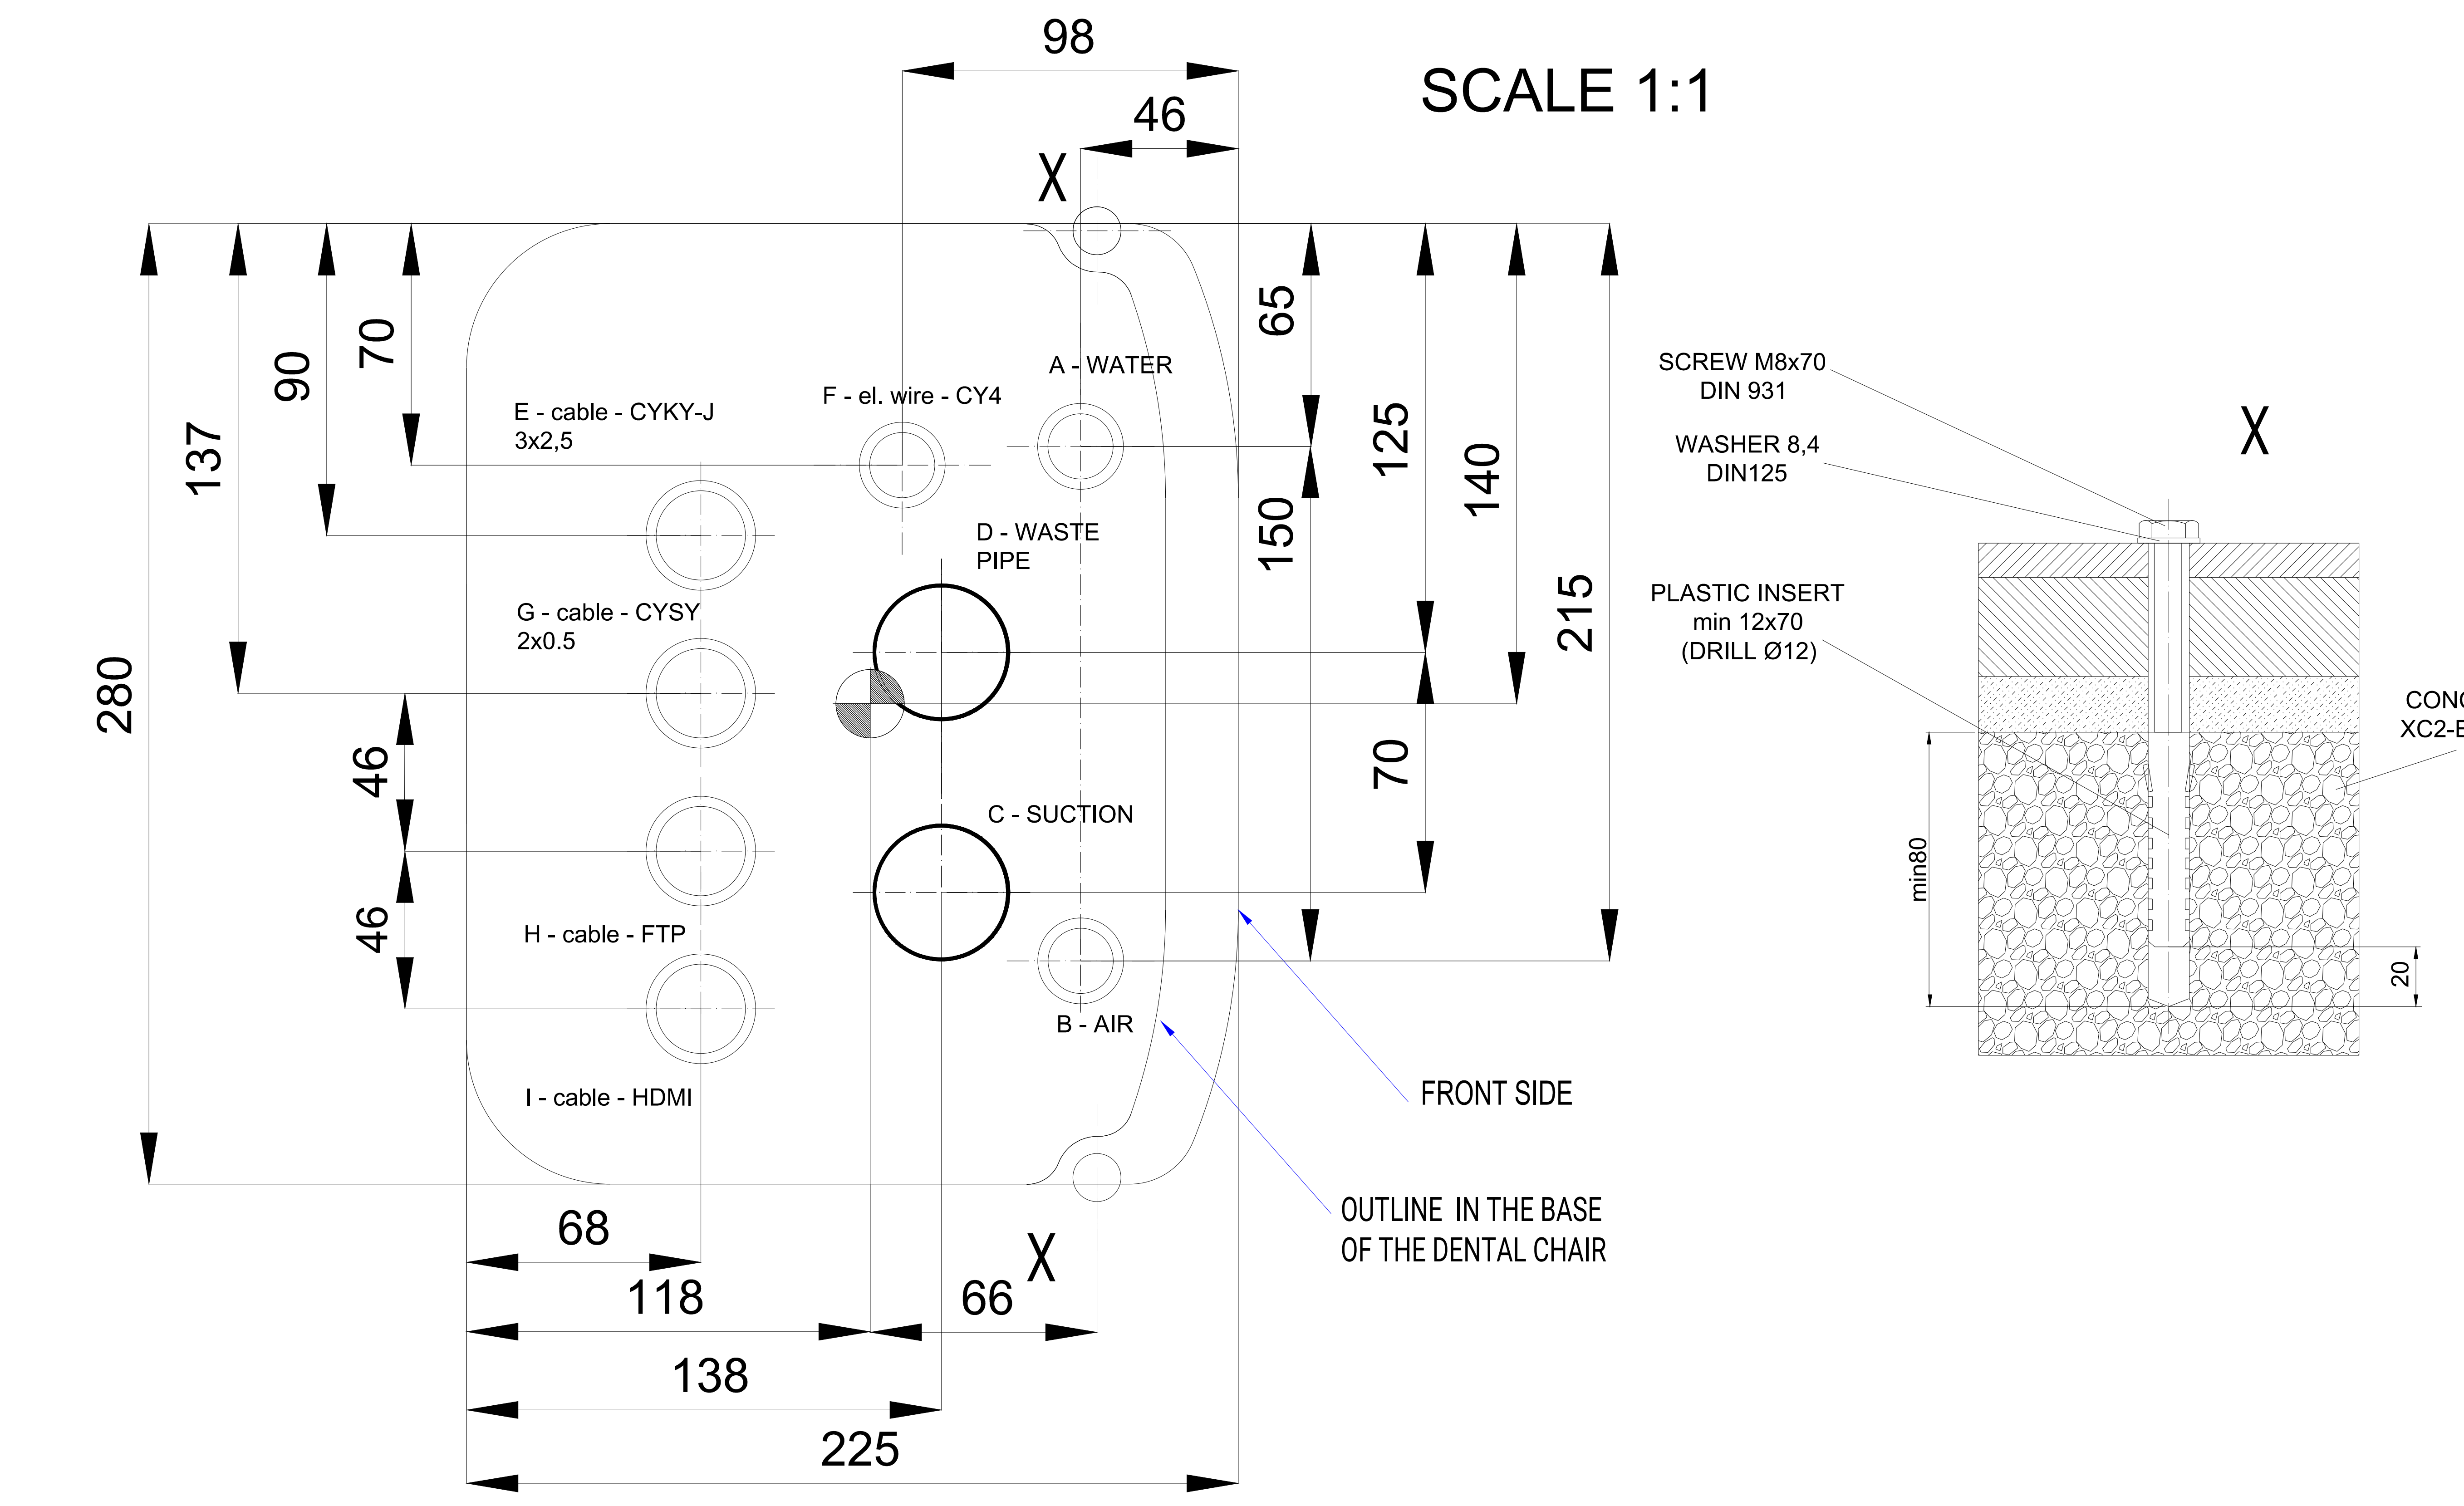 98
SCALE 1:1
46
X
65
70
90
A - WATER
SCREW M8x70
DIN 931
F - el. wire - CY4
E - cable - CYKY-J
3x2,5
125
137
140
X
WASHER 8,4
DIN125
150
D - WASTE
PIPE
215
PLASTIC INSERT
min 12x70
(DRILL Ø12)
G - cable - CYSY
2x0.5
280
46
70
C - SUCTION
min80
46
H - cable - FTP
20
B - AIR
I - cable - HDMI
FRONT SIDE
OUTLINE IN THE BASE
OF THE DENTAL CHAIR
68
X
118
66
138
225